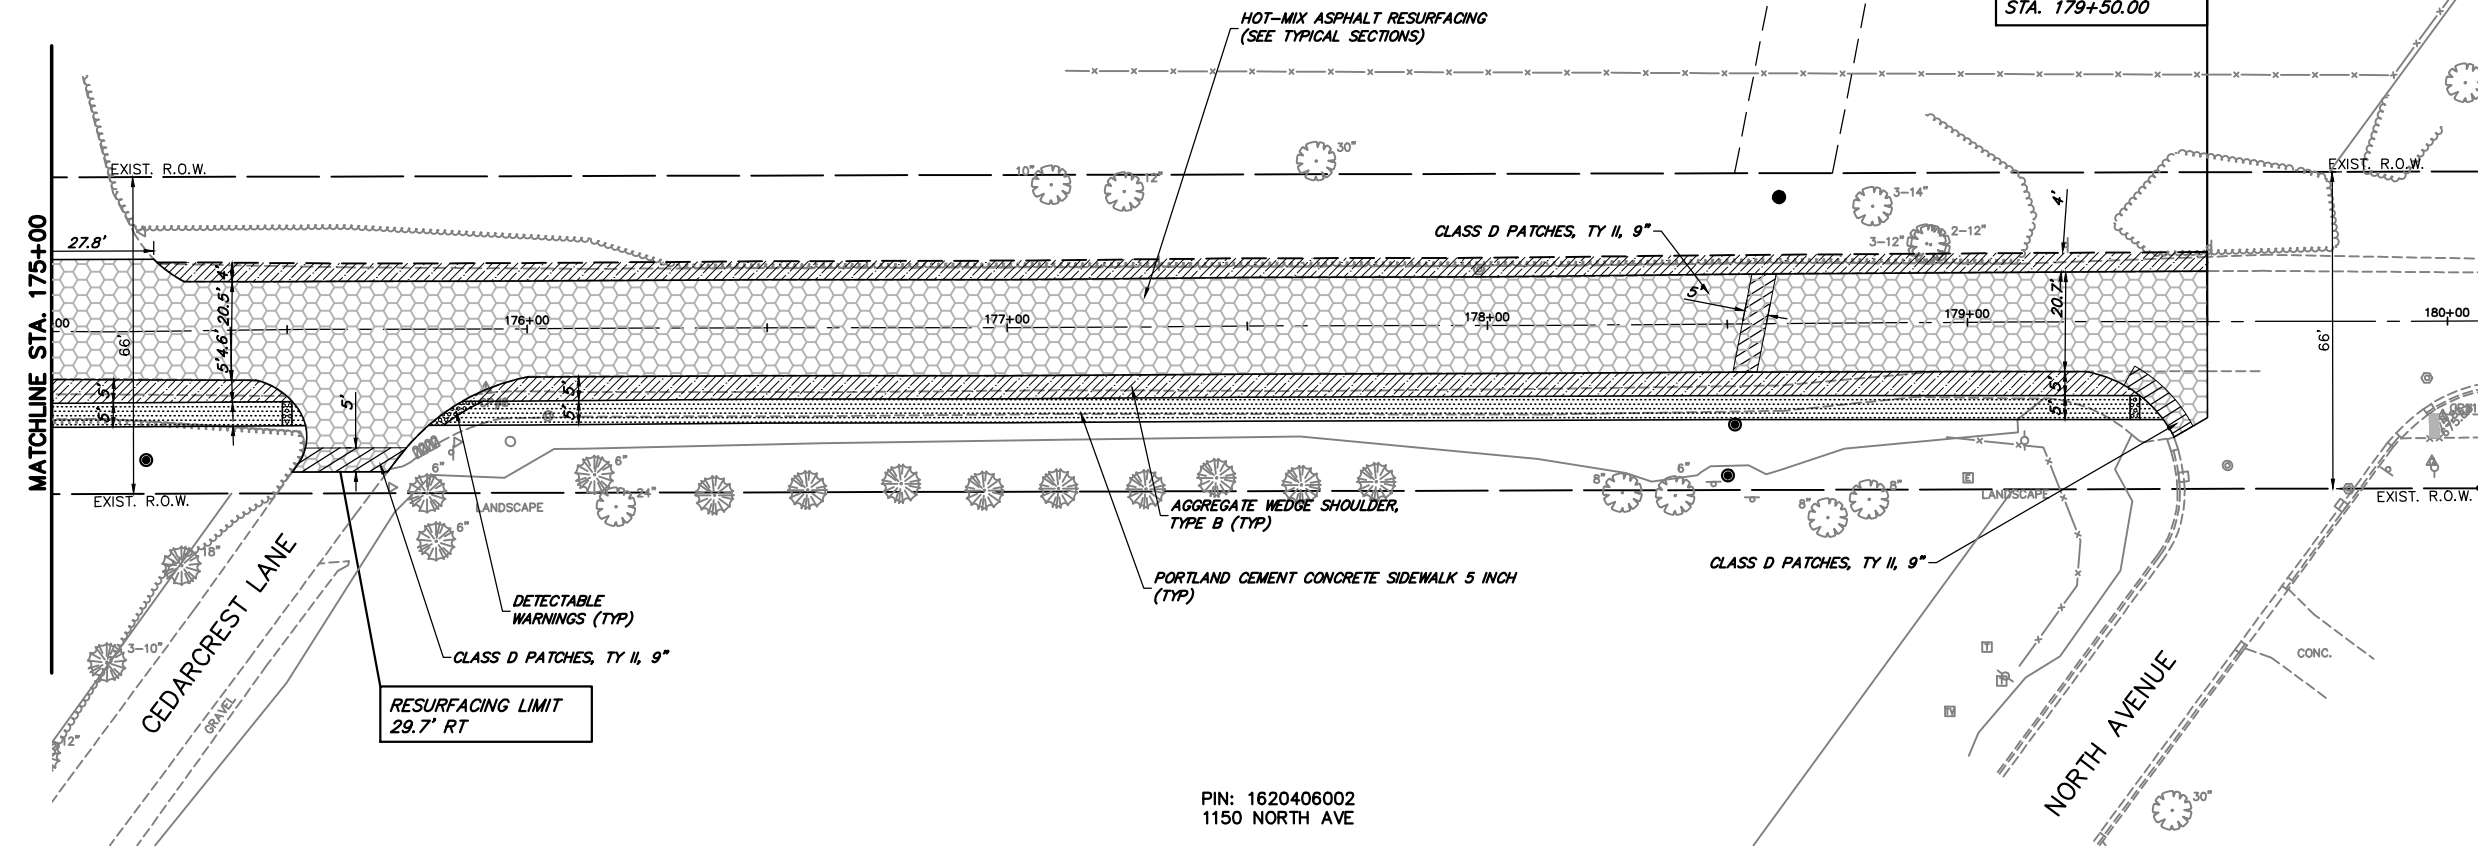 HOT-MIX ASPHALT RESURFACING
(SEE TYPICAL SECTIONS)
STA. 179+50.00
EXIST. R.O.W.
EXIST. R.O.W.
10"
12"
30"
3-14"
3-12"
2-12"
4'
CLASS D PATCHES, TY II, 9"
MATCHLINE STA. 175+00
27.8'
66'
4'
20.5'
4.6'
5'
5'
5'
5'
5'
5'
5'
20.7'
5'
5'
66'
00
176+00
177+00
178+00
179+00
180+00
EXIST. R.O.W.
EXIST. R.O.W.
6"
6"
24"
6"
LANDSCAPE
6"
8"
8"
8"
E
LANDSCAPE
P
AGGREGATE WEDGE SHOULDER,
TYPE B (TYP)
CLASS D PATCHES, TY II, 9"
PORTLAND CEMENT CONCRETE SIDEWALK 5 INCH
(TYP)
DETECTABLE
WARNINGS (TYP)
CLASS D PATCHES, TY II, 9"
RESURFACING LIMIT
29.7' RT
CEDARCREST LANE
GRAVEL
18"
3-10"
12"
T
T
TV
CONC.
NORTH AVENUE
30"
PIN: 1620406002
1150 NORTH AVE